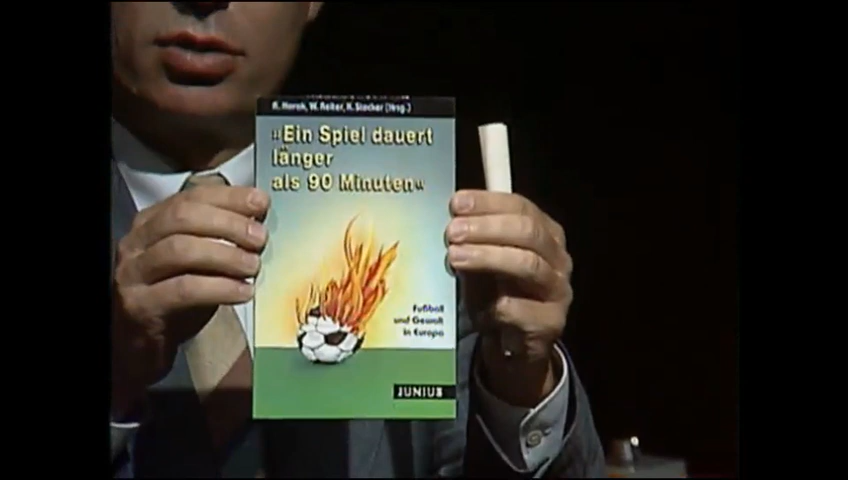 R. Horak, W. Reiter, K. Stocker (Hrsg.)
»Ein Spiel dauert
länger
als 90 Minuten«
Fußball
und Gewalt
in Europa
JUNIUS